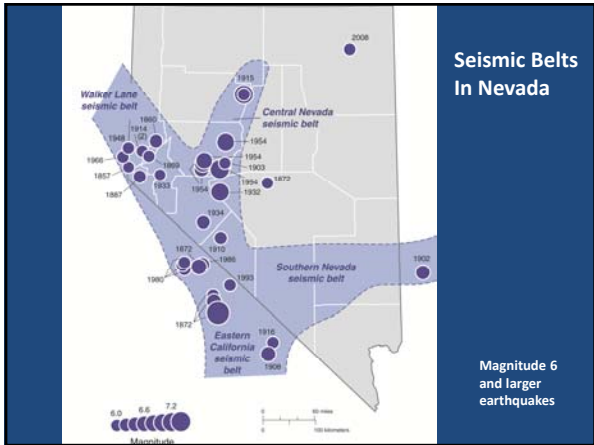 Seismic Belts
In Nevada
2008
1915
Walker Lane
seismic belt
Central Nevada
seismic belt
1860
1914
(2)
1948
1966
1857
1887
1933
1869
1954
1954
1903
1994
1954
1932
1872
1934
1872
1910
1986
1980
1993
Southern Nevada
seismic belt
1902
1872
1916
1908
Eastern
California
seismic
belt
Magnitude 6
and larger
earthquakes
6.0 6.6 7.2
Magnitude
0 60 miles
0 100 kilometers